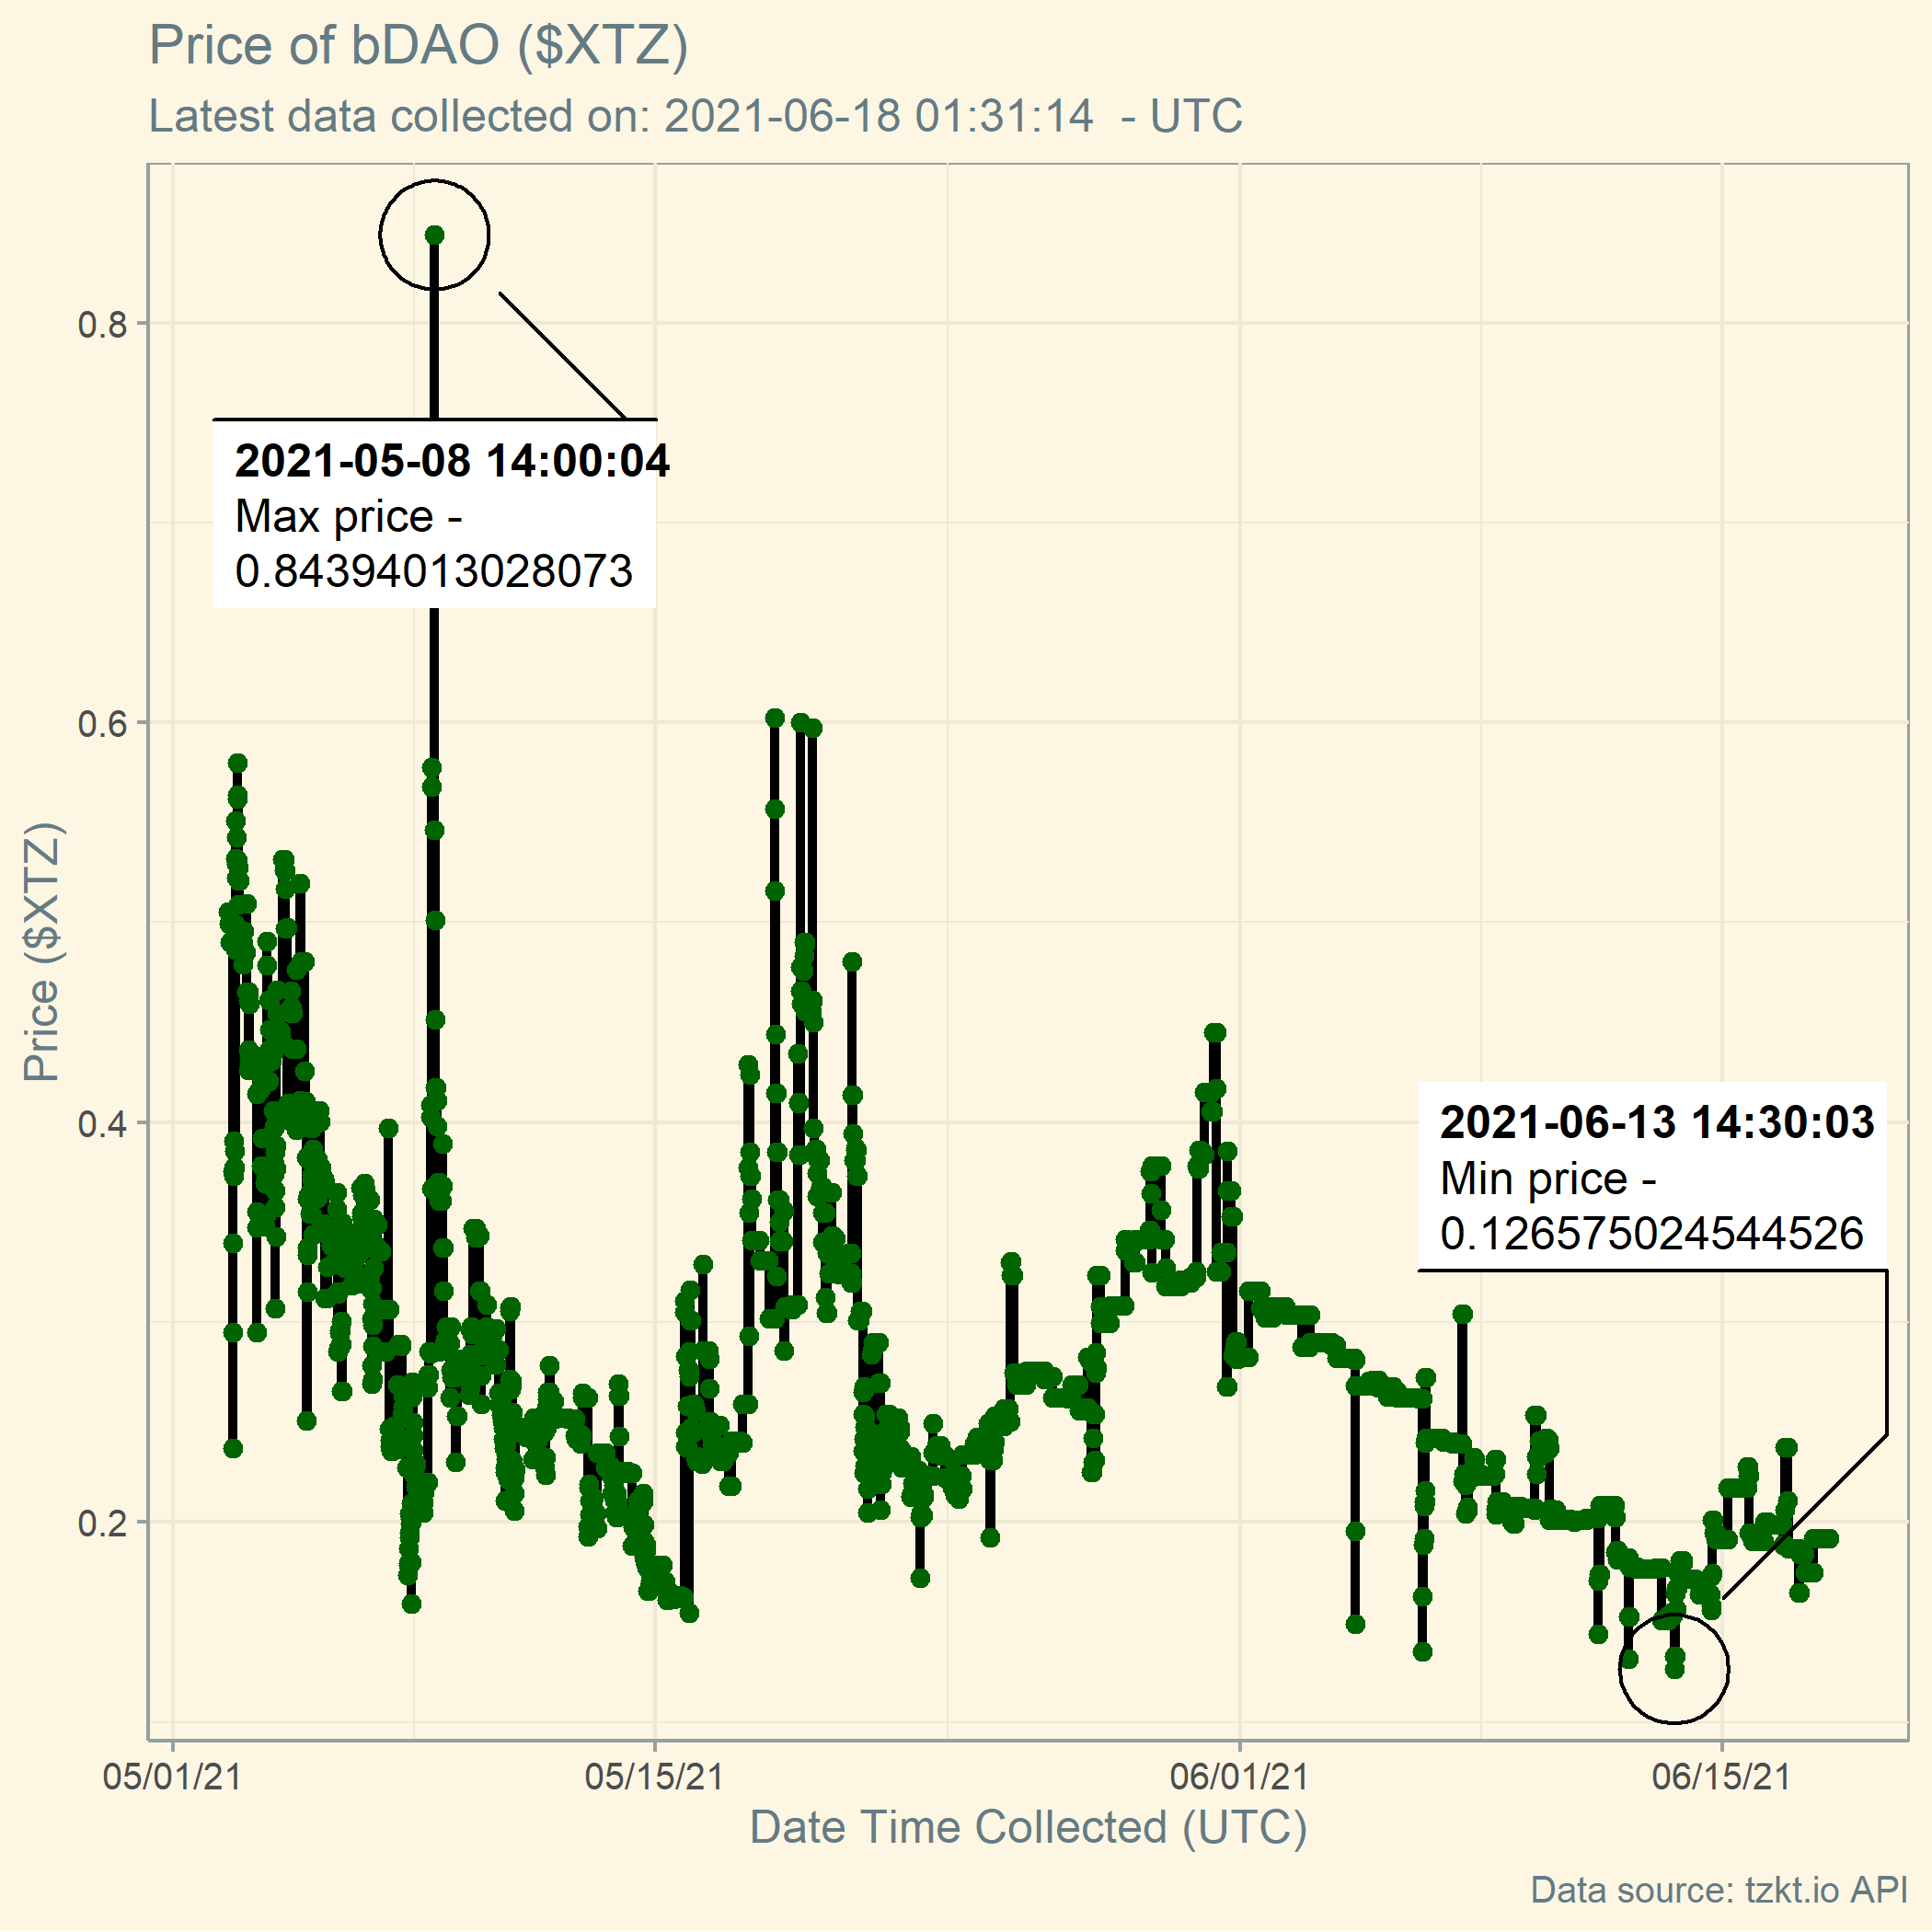 Price of bDAO ($XTZ)
Latest data collected on: 2021-06-18 01:31:14  - UTC
0.8
0.6
0.4
0.2
Price ($XTZ)
2021-05-08 14:00:04
Max price -
0.84394013028073
2021-06-13 14:30:03
Min price -
0.126575024544526
05/01/21
05/15/21
06/01/21
06/15/21
Date Time Collected (UTC)
Data source: tzkt.io API